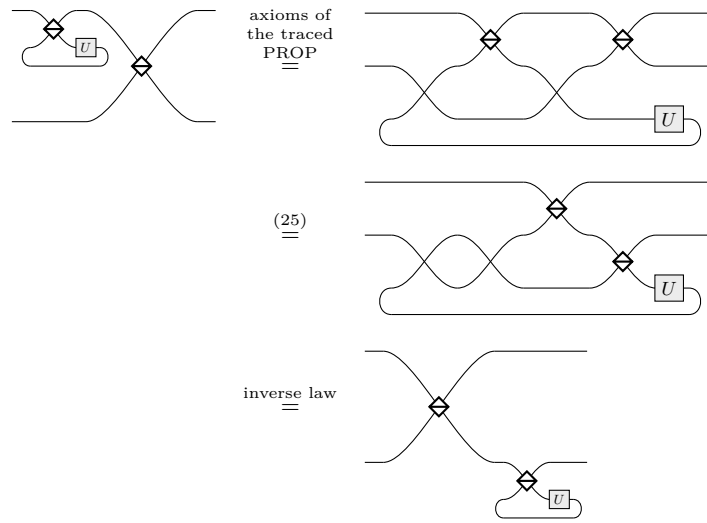 U
axioms of
the traced
PROP
=
U
(25)
=
U
inverse law
=
U